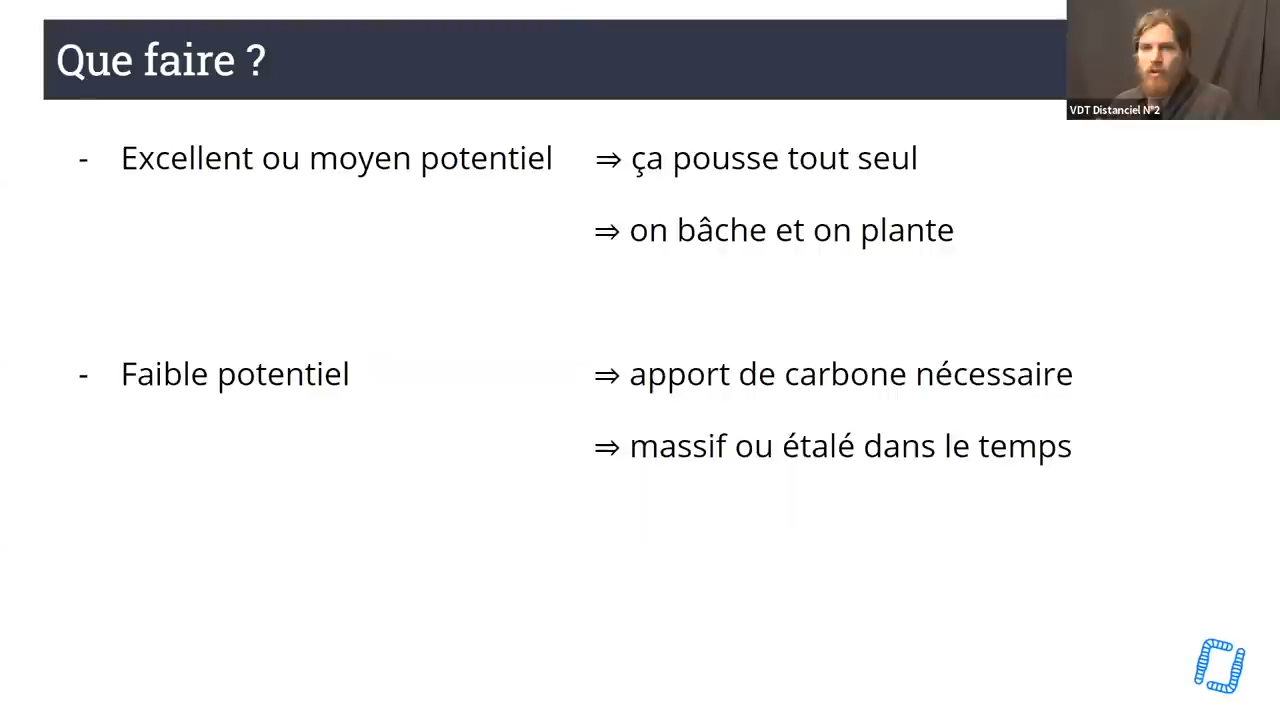 Que faire ?
VDT Distanciel N°2
- Excellent ou moyen potentiel ⇒ ça pousse tout seul
⇒ on bâche et on plante
- Faible potentiel ⇒ apport de carbone nécessaire
⇒ massif ou étalé dans le temps